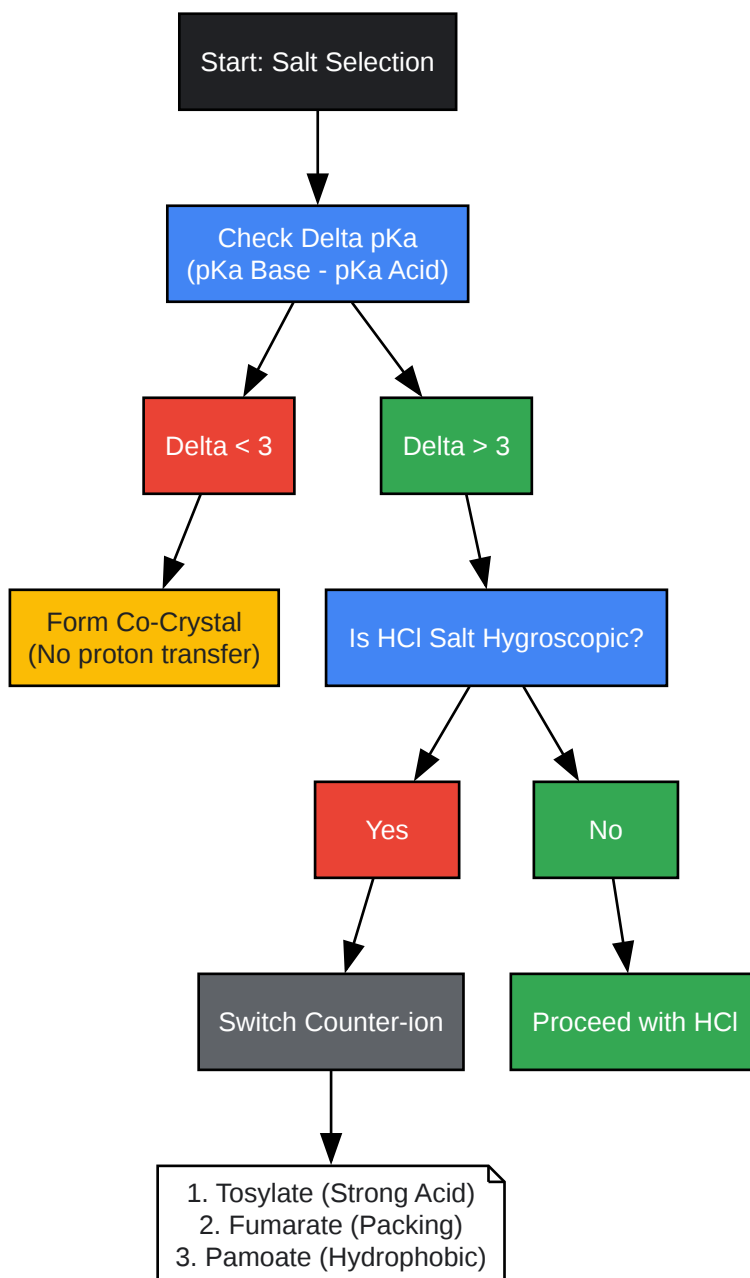 Start: Salt Selection
Check Delta pKa
(pKa Base - pKa Acid)
Delta < 3
Delta > 3
Form Co-Crystal
(No proton transfer)
Is HCl Salt Hygroscopic?
Yes
No
Switch Counter-ion
Proceed with HCl
1. Tosylate (Strong Acid)
2. Fumarate (Packing)
3. Pamoate (Hydrophobic)